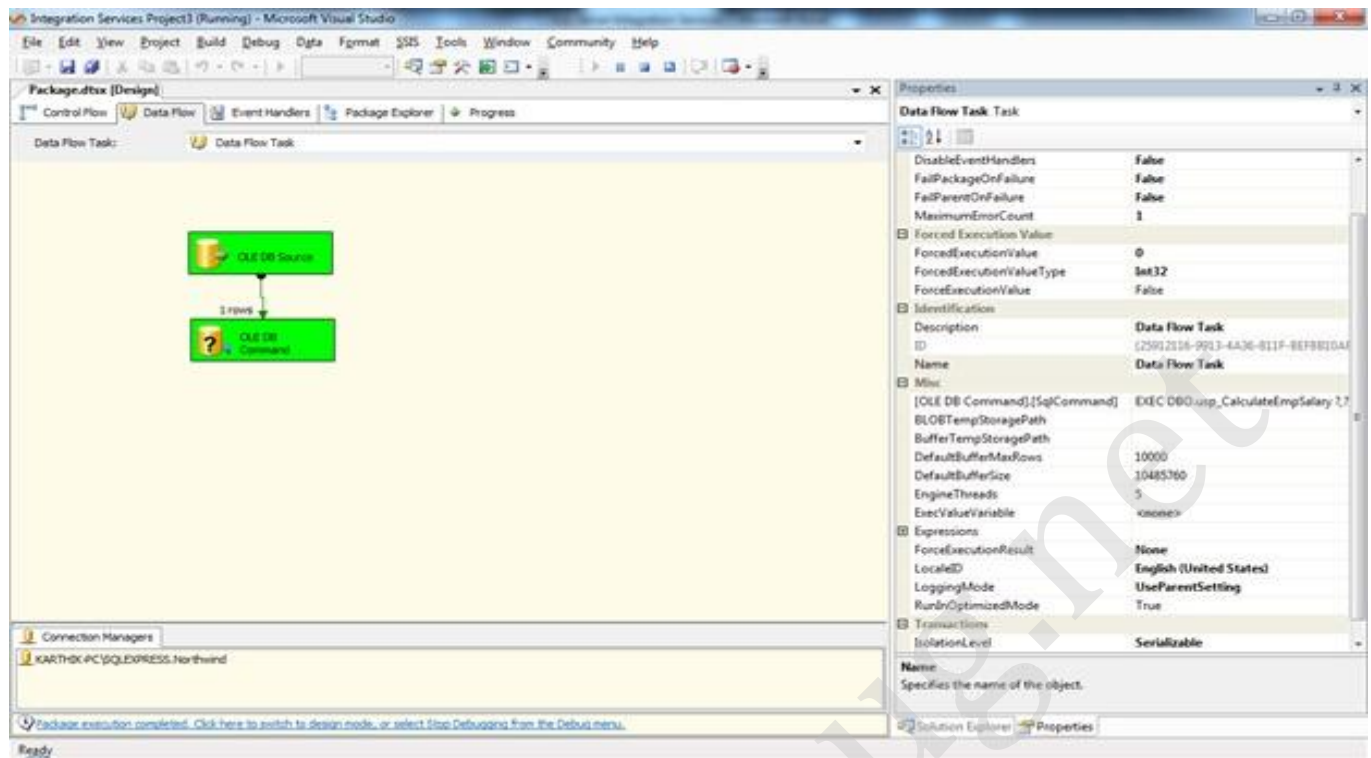 Integration Services Project3 (Running) - Microsoft Visual Studio
File Edit View Project Build Debug Data Format SSIS Tools Window Community Help
Package.dtsx [Design]
Control Flow Data Flow Event Handlers Package Explorer Progress
Data Flow Task: Data Flow Task
OLE DB Source
1 rows
OLE DB
Command
Connection Managers
KARTHIK-PC\SQLEXPRESS.Northwind
Package execution completed. Click here to switch to design mode, or select Stop Debugging from the Debug menu.
Ready
Properties
Data Flow Task Task
DisableEventHandlers False
FailPackageOnFailure False
FailParentOnFailure False
MaximumErrorCount 1
Forced Execution Value
ForcedExecutionValue 0
ForcedExecutionValueType Int32
ForceExecutionValue False
Identification
Description Data Flow Task
ID
Name Data Flow Task
Misc
[OLE DB Command].[SqlCommand] EXEC DBO.usp_CalculateEmpSalary ?,?
BLOBTempStoragePath
BufferTempStoragePath
DefaultBufferMaxRows 10000
DefaultBufferSize 10485760
EngineThreads 5
ExecValueVariable <none>
Expressions
ForceExecutionResult None
LocaleID English (United States)
LoggingMode UseParentSetting
RunInOptimizedMode True
Transactions
IsolationLevel Serializable
Name
Specifies the name of the object.
Solution Explorer Properties